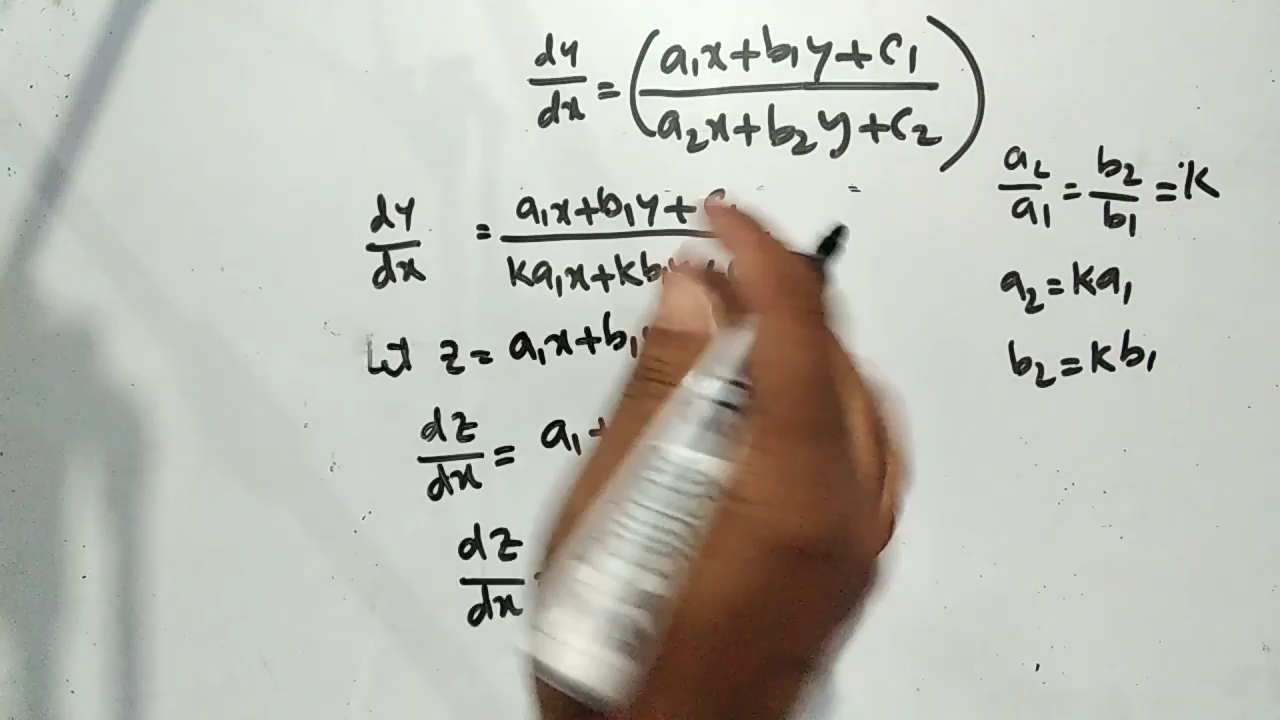 dy/dx = (a₁x+b₁y+c₁ / a₂x+b₂y+c₂)
a₂/a₁ = b₂/b₁ = k
dy/dx = a₁x+b₁y+ / ka₁x+kb
a₂=ka₁
Let z= a₁x+b₁
b₂=kb₁
dz/dx = a₁+
dz/dx